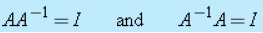 AA⁻¹ = I and A⁻¹A = I